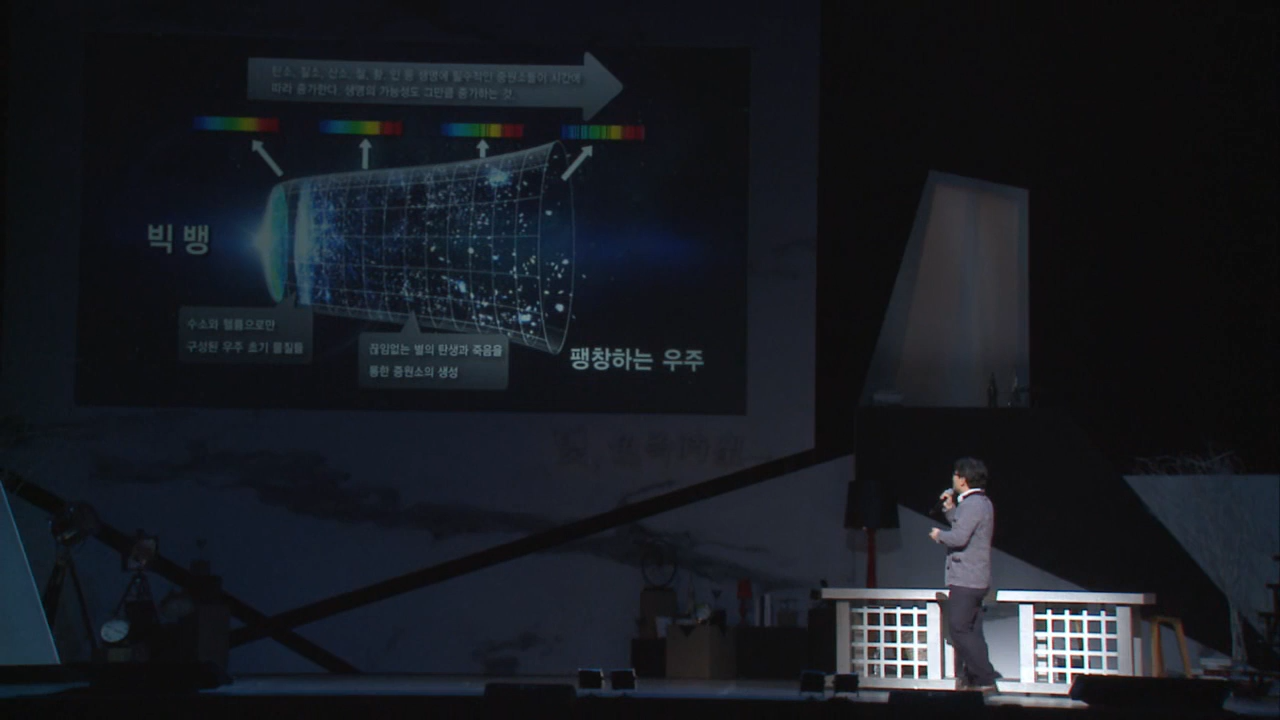 탄소, 질소, 산소, 철, 황, 인 등 생명에 필수적인 중원소들이 시간에
따라 증가한다. 생명의 가능성도 그만큼 증가하는 것.
빅 뱅
수소와 헬륨으로만
구성된 우주 초기 물질들
끊임없는 별의 탄생과 죽음을
통한 중원소의 생성
팽창하는 우주